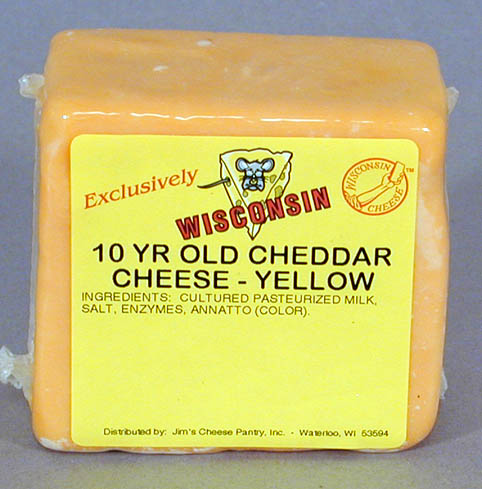 Exclusively
WISCONSIN
WISCONSIN
CHEESE
TM
10 YR OLD CHEDDAR
CHEESE - YELLOW
INGREDIENTS: CULTURED PASTEURIZED MILK,
SALT, ENZYMES, ANNATTO (COLOR).
Distributed by: Jim's Cheese Pantry, Inc. - Waterloo, WI 53594